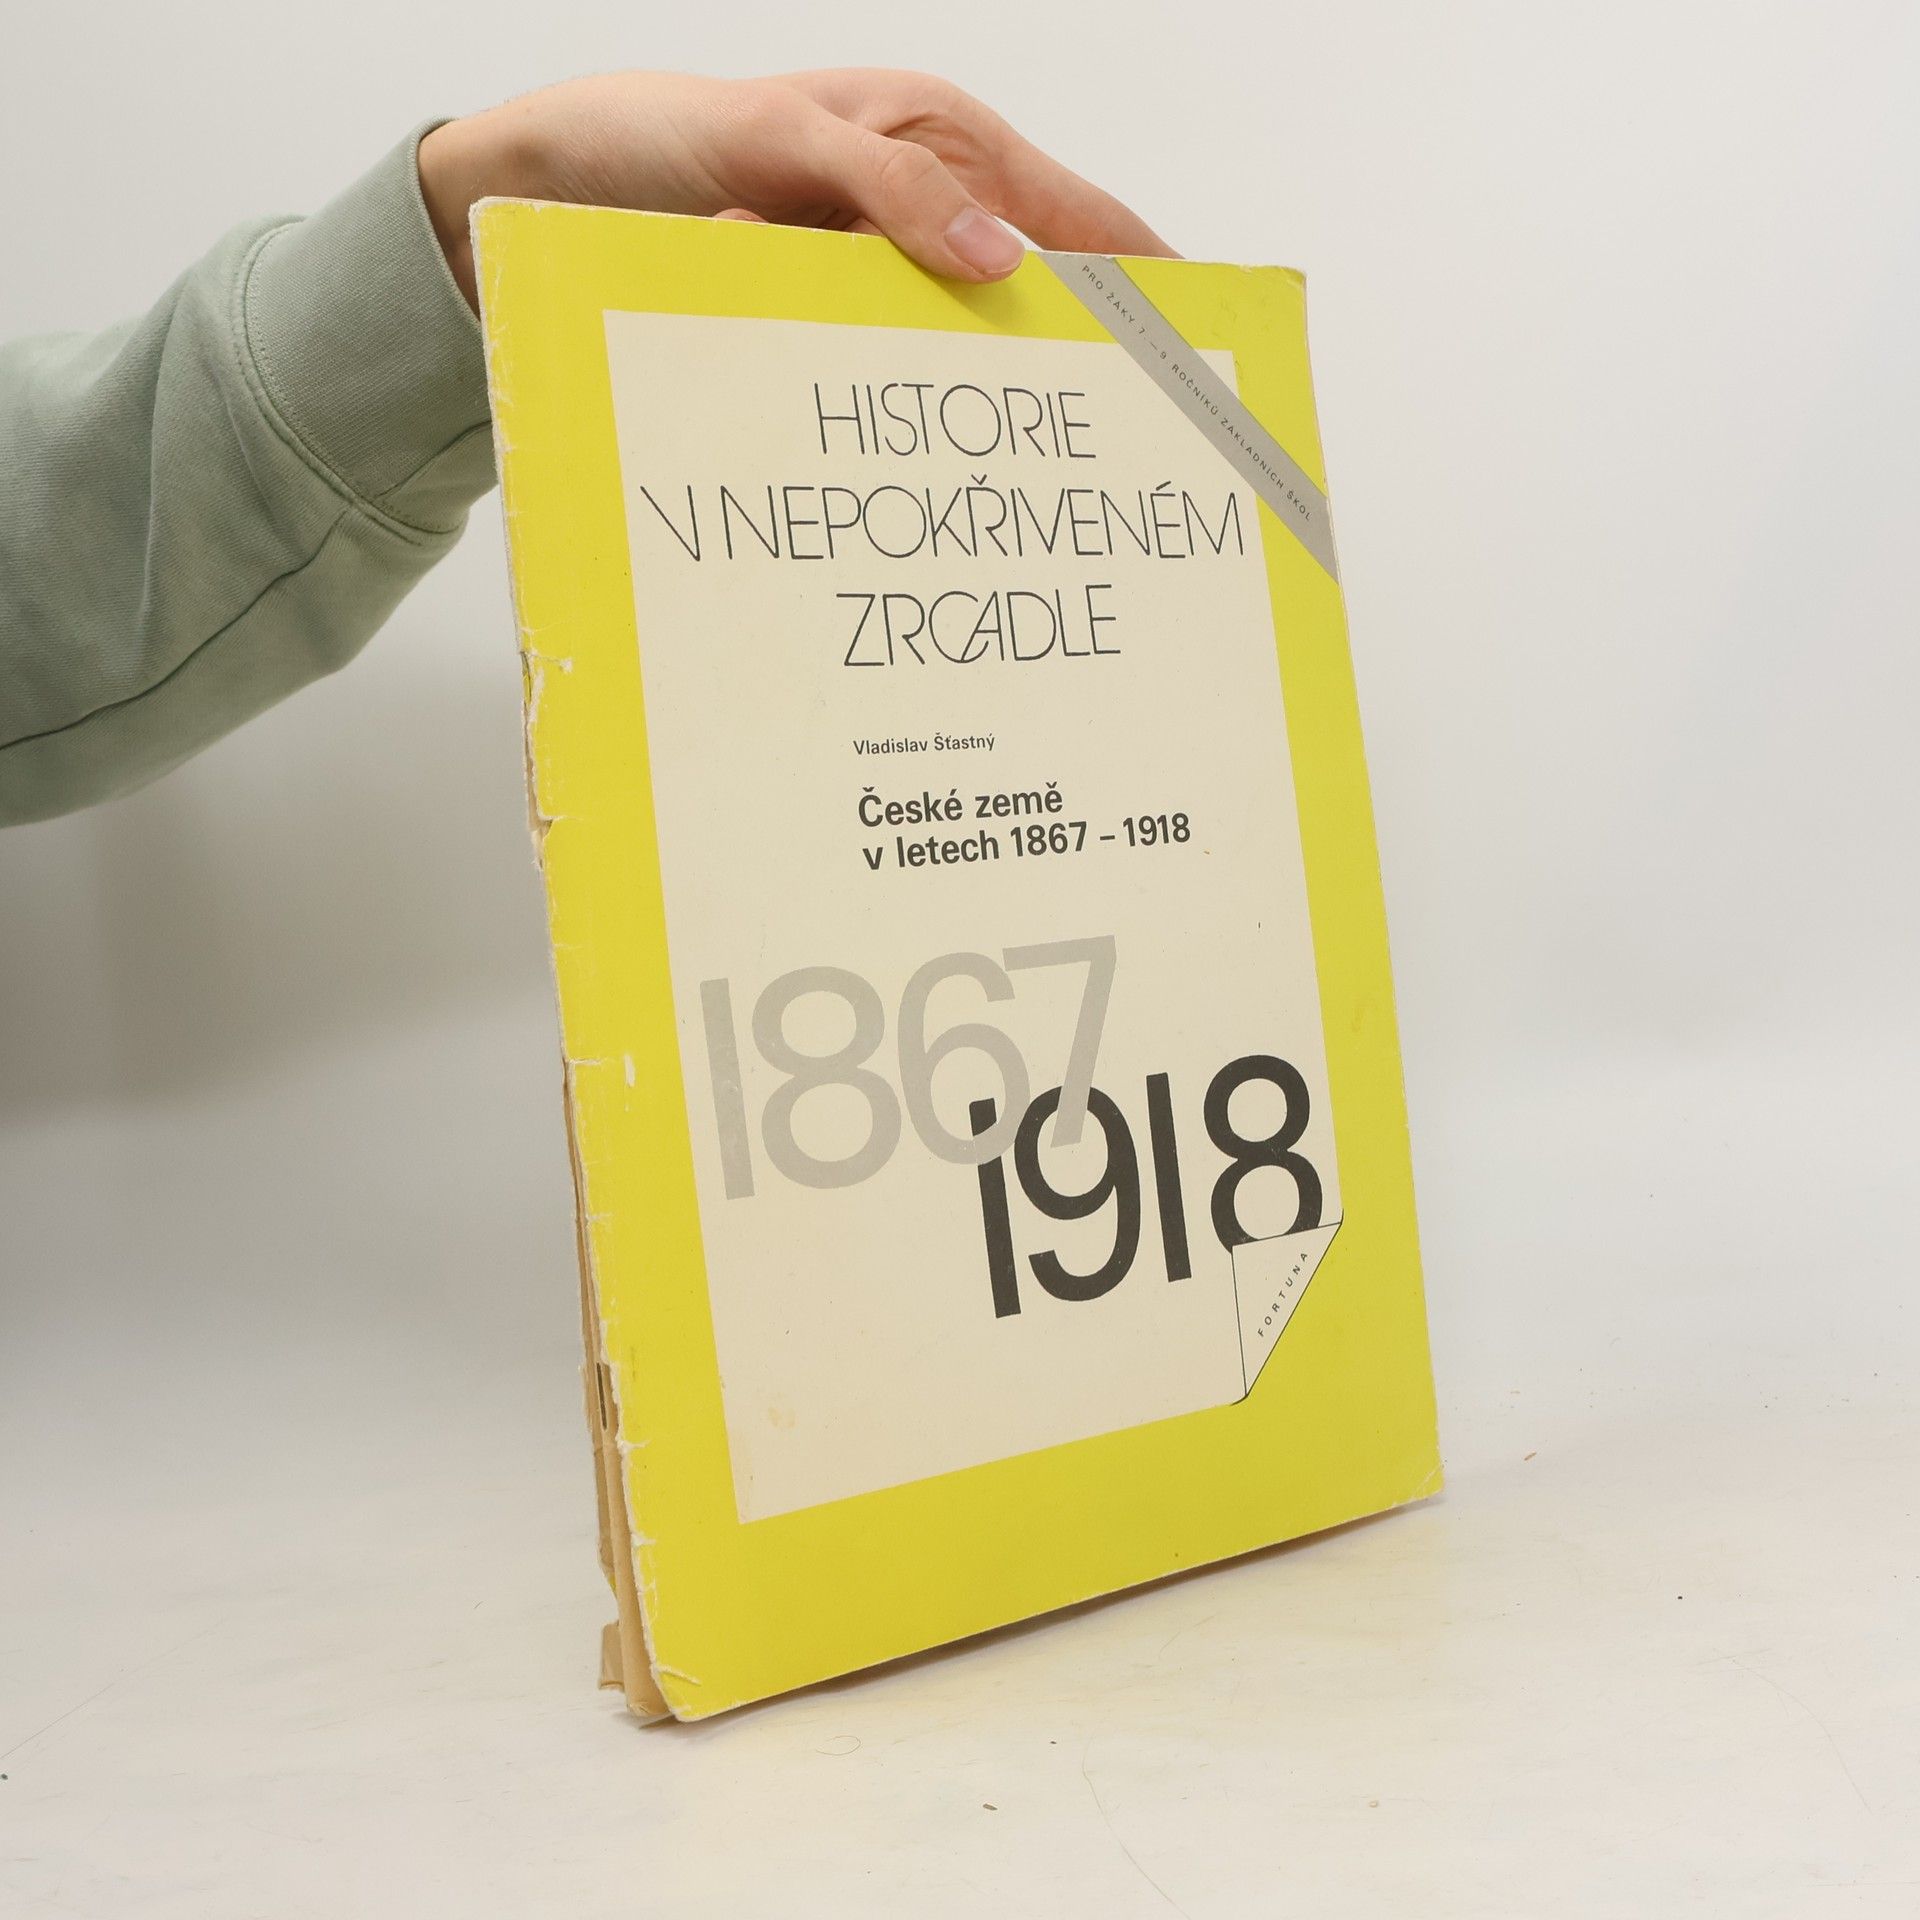 PRO ŽÁKY 7 — 9 ROČNÍKŮ ZÁKLADNÍCH ŠKOL
HISTORIE
V NEPOKŘIVENÉM
ZRCADLE
Vladislav Šťastný
České země
v letech 1867 – 1918
1867
1918
FORTUNA